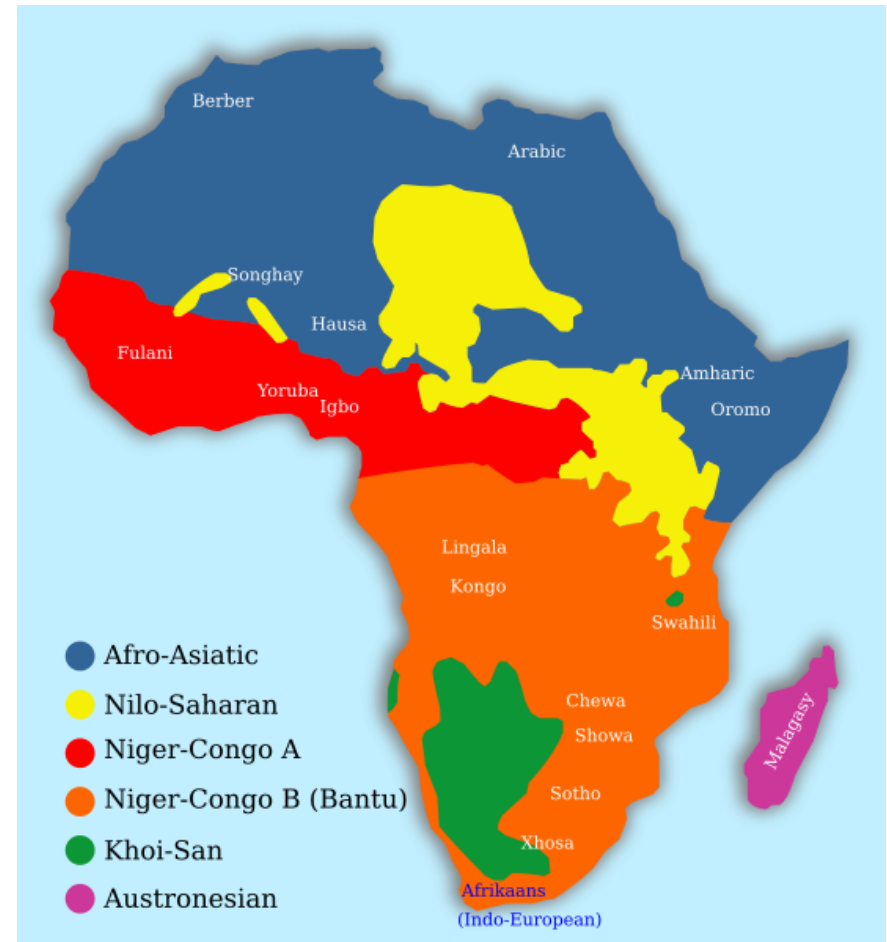 Berber
Arabic
Songhay
Hausa
Fulani
Amharic
Yoruba
Igbo
Oromo
Lingala
Kongo
Swahili
Afro-Asiatic
Nilo-Saharan
Niger-Congo A
Niger-Congo B (Bantu)
Khoi-San
Austronesian
Chewa
Showa
Malagasy
Sotho
Xhosa
Afrikaans
(Indo-European)